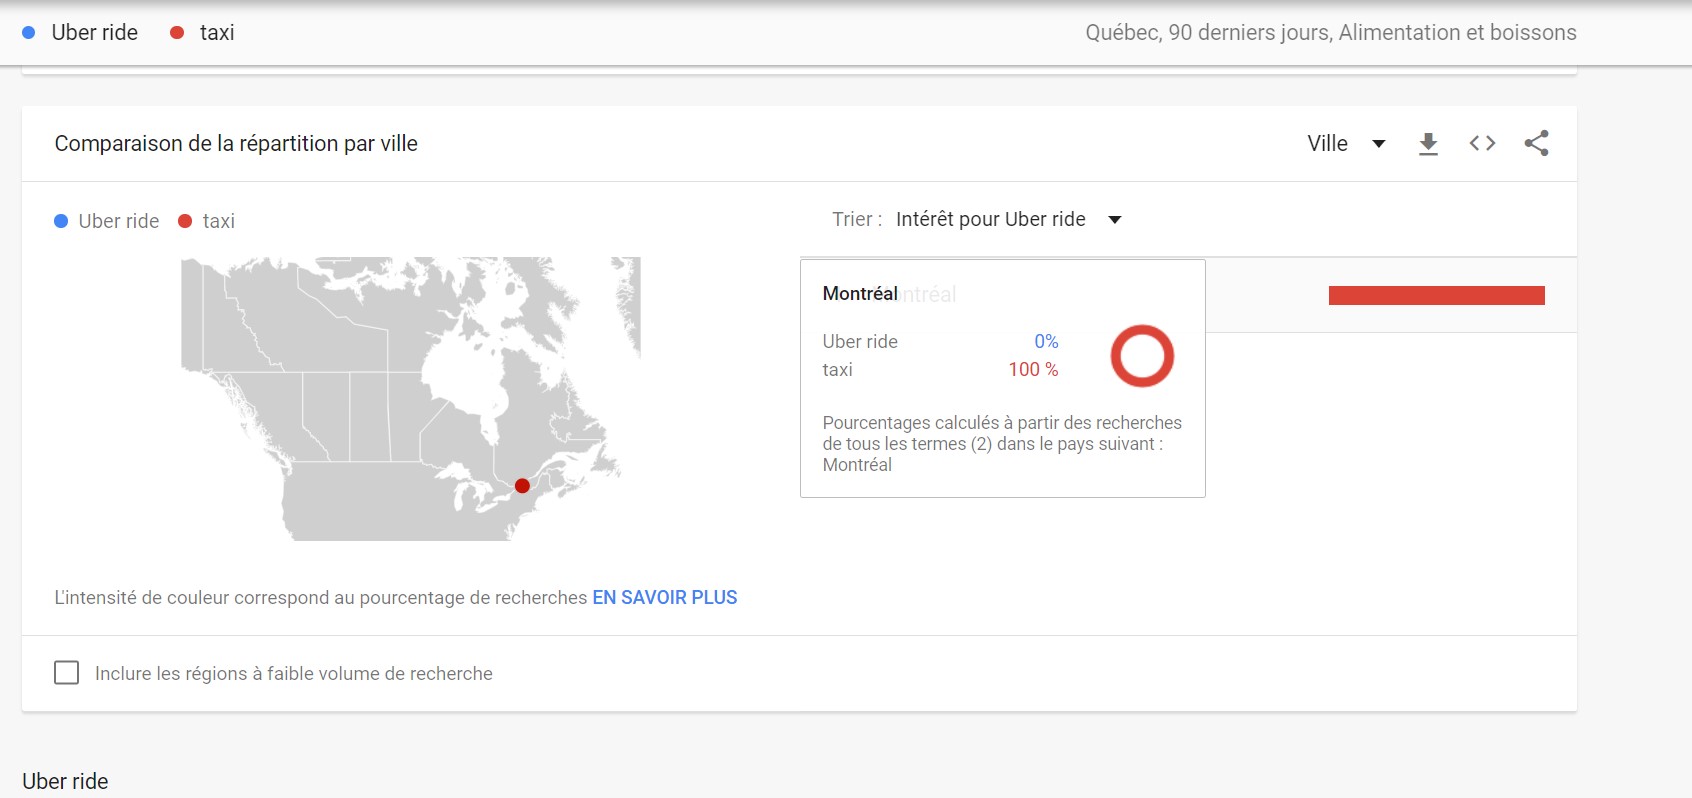 Uber ride taxi Québec, 90 derniers jours, Alimentation et boissons
Comparaison de la répartition par ville Ville
Uber ride taxi Trier : Intérêt pour Uber ride
Montréal
Montréal
Uber ride 0%
taxi 100 %
Pourcentages calculés à partir des recherches
de tous les termes (2) dans le pays suivant :
Montréal
L'intensité de couleur correspond au pourcentage de recherches EN SAVOIR PLUS
Inclure les régions à faible volume de recherche
Uber ride